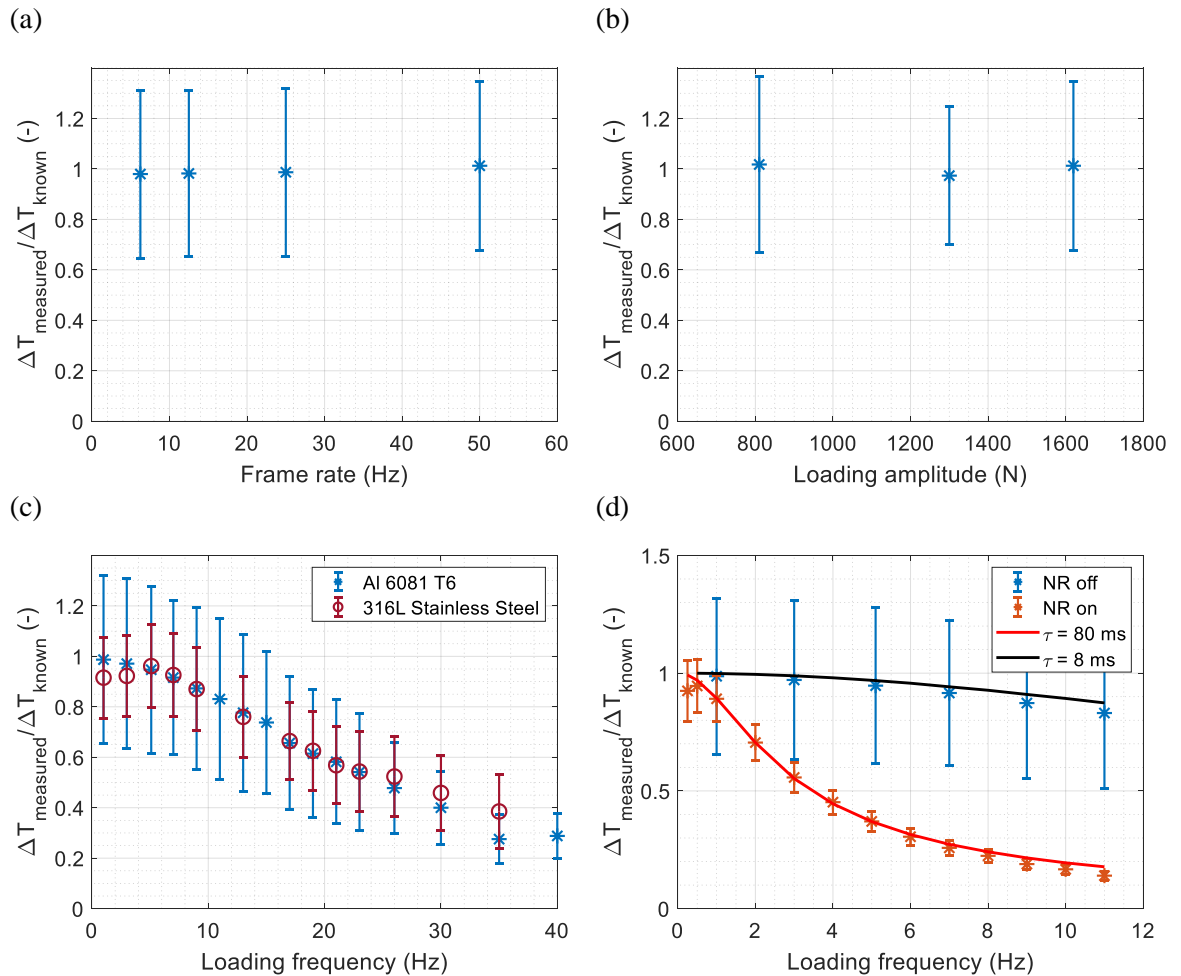 (a)
(b)
ΔT_measured/ΔT_known (-)
0
0.2
0.4
0.6
0.8
1
1.2
0 10 20 30 40 50 60
Frame rate (Hz)
ΔT_measured/ΔT_known (-)
0
0.2
0.4
0.6
0.8
1
1.2
600 800 1000 1200 1400 1600 1800
Loading amplitude (N)
(c)
(d)
ΔT_measured/ΔT_known (-)
0
0.2
0.4
0.6
0.8
1
1.2
Al 6081 T6
316L Stainless Steel
0 10 20 30 40
Loading frequency (Hz)
ΔT_measured/ΔT_known (-)
0
0.5
1
1.5
NR off
NR on
τ = 80 ms
τ = 8 ms
0 2 4 6 8 10 12
Loading frequency (Hz)